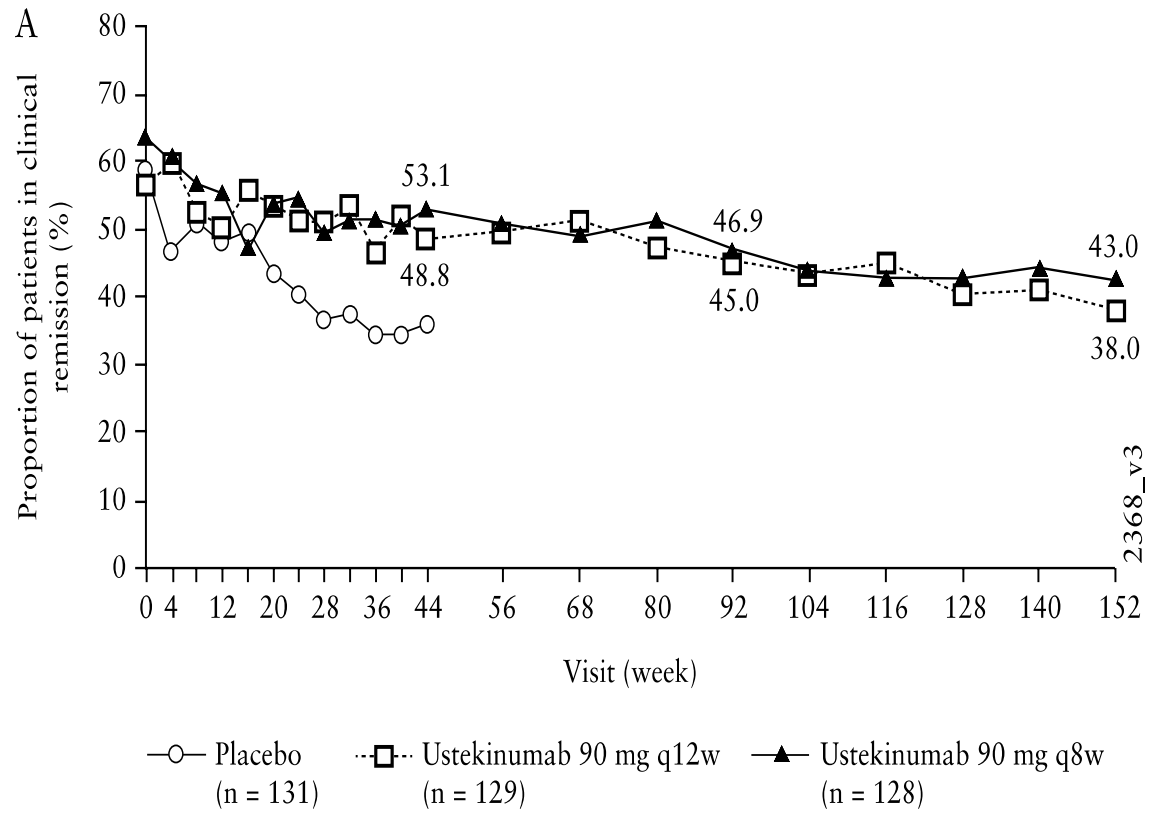 A
80
70
60
50
40
30
20
10
0
Proportion of patients in clinical
remission (%)
53.1
48.8
46.9
45.0
43.0
38.0
2368_v3
0 4 12 20 28 36 44 56 68 80 92 104 116 128 140 152
Visit (week)
Placebo
(n = 131)
Ustekinumab 90 mg q12w
(n = 129)
Ustekinumab 90 mg q8w
(n = 128)